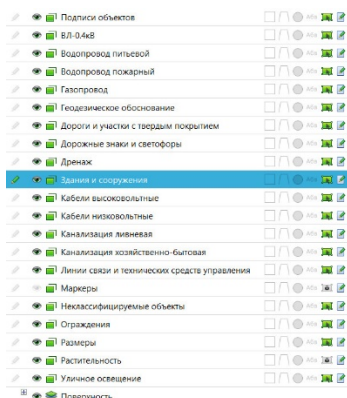 Подписи объектов
ВЛ-0.4кВ
Водопровод питьевой
Водопровод пожарный
Газопровод
Геодезическое обоснование
Дороги и участки с твердым покрытием
Дорожные знаки и светофоры
Дренаж
Здания и сооружения
Кабели высоковольтные
Кабели низковольтные
Канализация ливневая
Канализация хозяйственно-бытовая
Линии связи и технических средств управления
Маркеры
Неклассифицируемые объекты
Ограждения
Размеры
Растительность
Уличное освещение
Поверхность